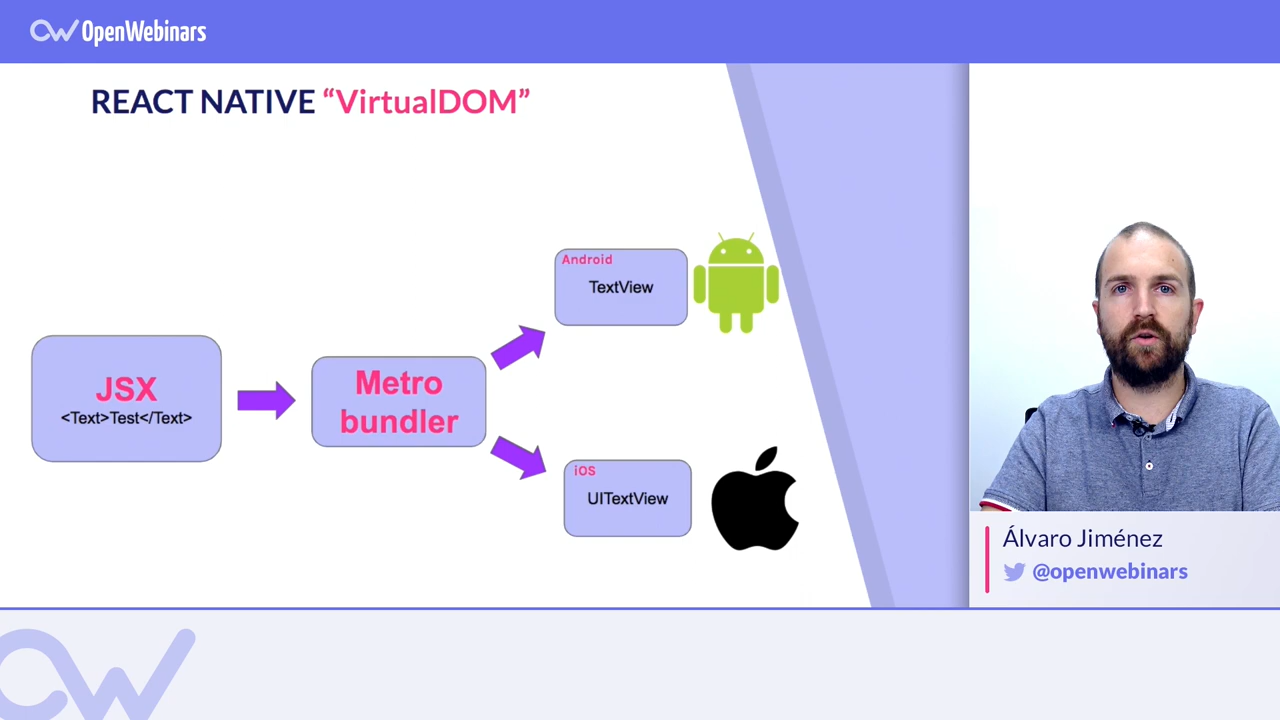 OpenWebinars
REACT NATIVE “VirtualDOM”
Android
TextView
JSX
<Text>Test</Text>
Metro
bundler
iOS
UITextView
Álvaro Jiménez
@openwebinars